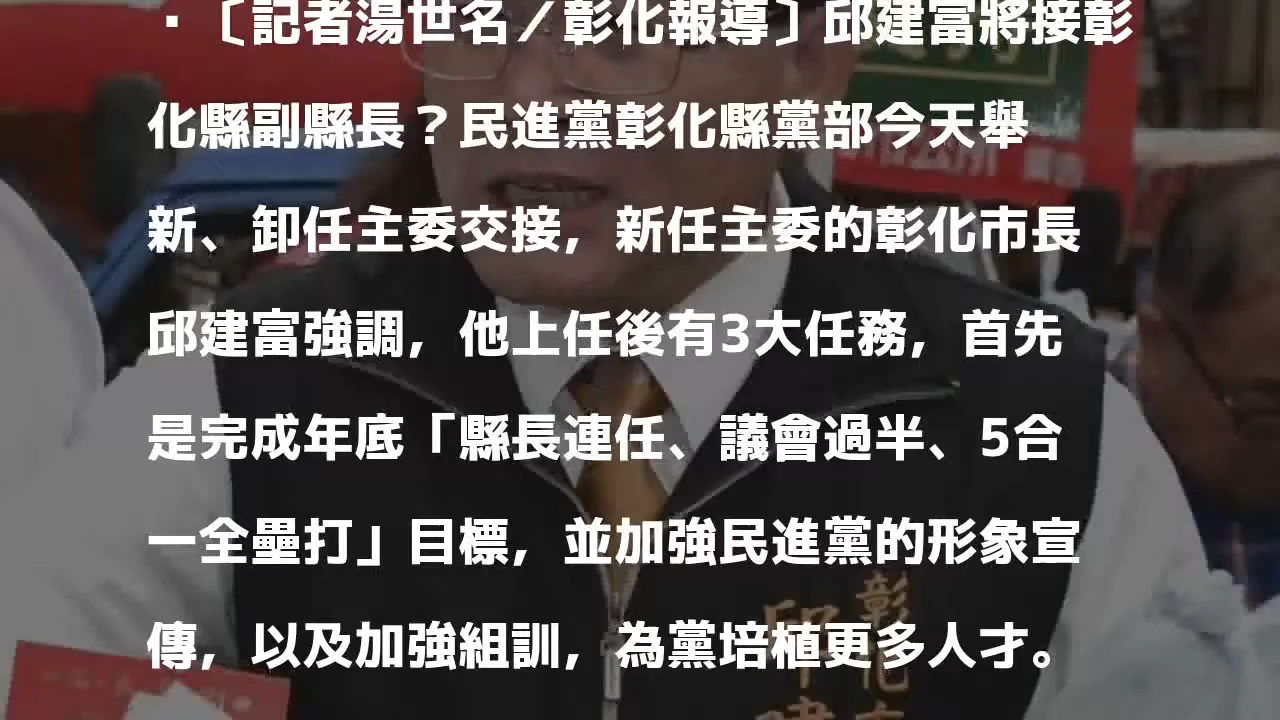 ·〔記者湯世名／彰化報導〕邱建富將接彰
化縣副縣長？民進黨彰化縣黨部今天舉
新、卸任主委交接，新任主委的彰化市長
邱建富強調，他上任後有3大任務，首先
是完成年底「縣長連任、議會過半、5合
一全壘打」目標，並加強民進黨的形象宣
傳，以及加強組訓，為黨培植更多人才。
彰化市
邱建